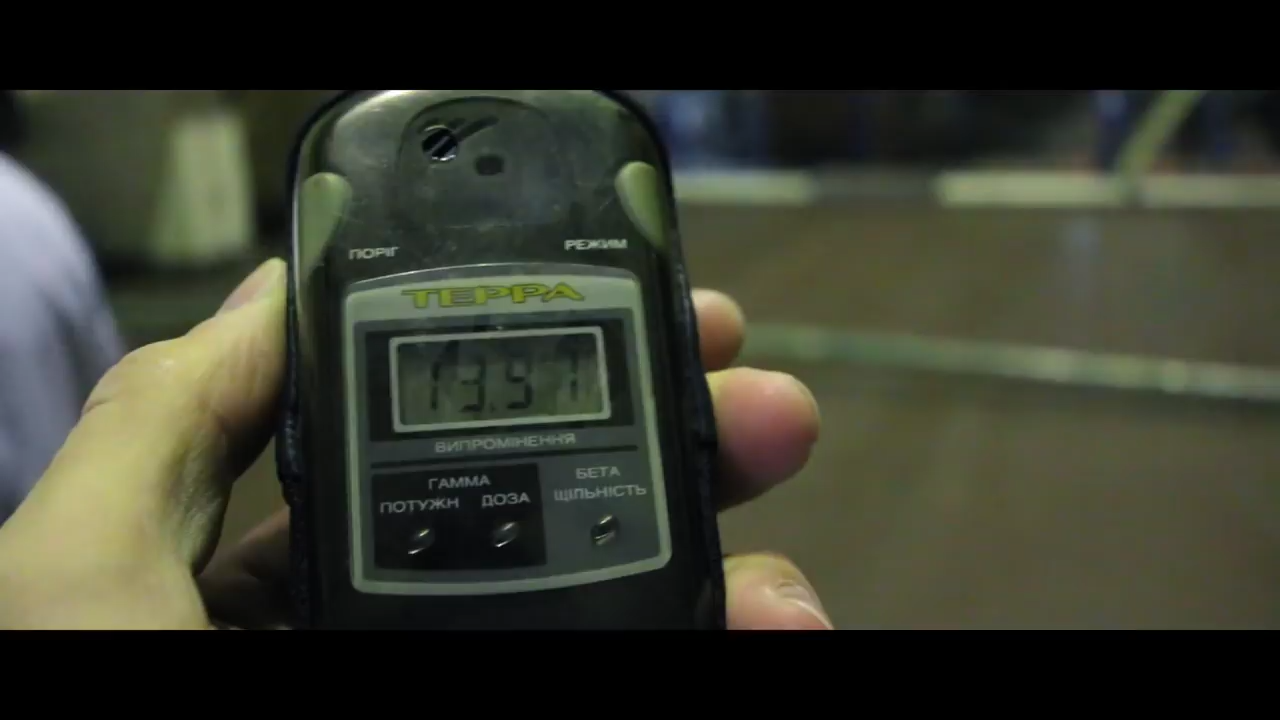 ПОРІГ РЕЖИМ
ТЕРРА
13.97
ВИПРОМІНЕННЯ
ГАММА
ПОТУЖН ДОЗА
БЕТА
ЩІЛЬНІСТЬ